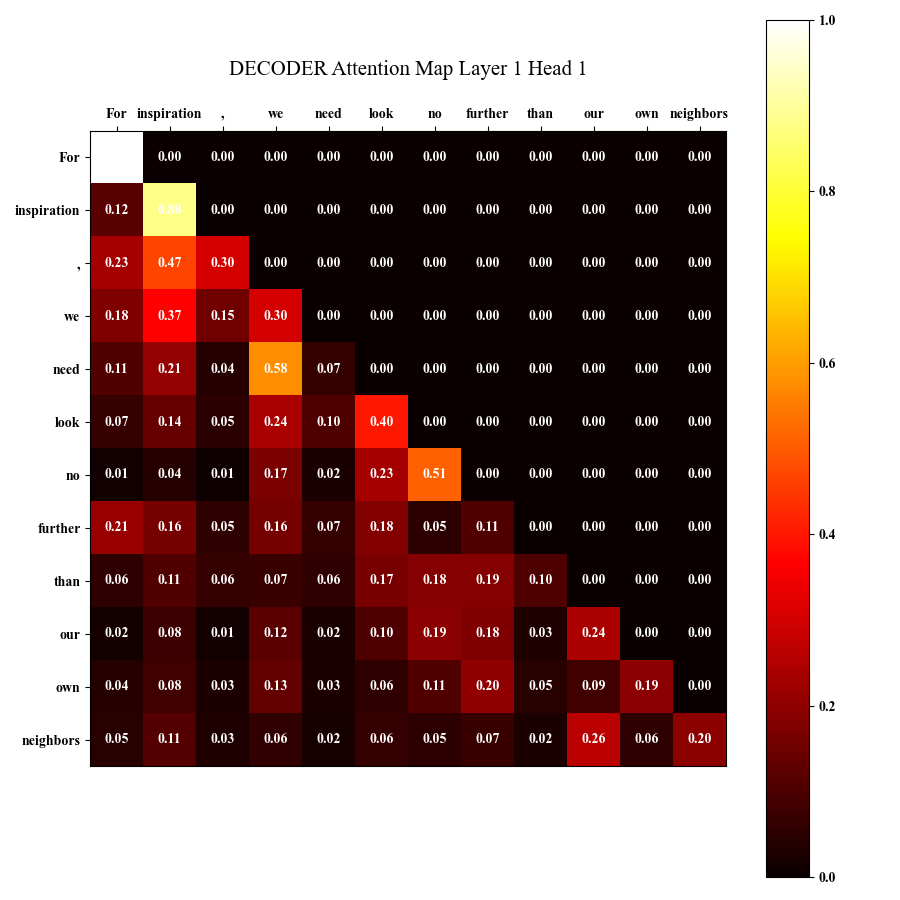 DECODER Attention Map Layer 1 Head 1
For inspiration , we need look no further than our own neighbors
For 0.00 0.00 0.00 0.00 0.00 0.00 0.00 0.00 0.00 0.00 0.00
inspiration 0.12 0.88 0.00 0.00 0.00 0.00 0.00 0.00 0.00 0.00 0.00 0.00
, 0.23 0.47 0.30 0.00 0.00 0.00 0.00 0.00 0.00 0.00 0.00 0.00
we 0.18 0.37 0.15 0.30 0.00 0.00 0.00 0.00 0.00 0.00 0.00 0.00
need 0.11 0.21 0.04 0.58 0.07 0.00 0.00 0.00 0.00 0.00 0.00 0.00
look 0.07 0.14 0.05 0.24 0.10 0.40 0.00 0.00 0.00 0.00 0.00 0.00
no 0.01 0.04 0.01 0.17 0.02 0.23 0.51 0.00 0.00 0.00 0.00 0.00
further 0.21 0.16 0.05 0.16 0.07 0.18 0.05 0.11 0.00 0.00 0.00 0.00
than 0.06 0.11 0.06 0.07 0.06 0.17 0.18 0.19 0.10 0.00 0.00 0.00
our 0.02 0.08 0.01 0.12 0.02 0.10 0.19 0.18 0.03 0.24 0.00 0.00
own 0.04 0.08 0.03 0.13 0.03 0.06 0.11 0.20 0.05 0.09 0.19 0.00
neighbors 0.05 0.11 0.03 0.06 0.02 0.06 0.05 0.07 0.02 0.26 0.06 0.20
1.0
0.8
0.6
0.4
0.2
0.0